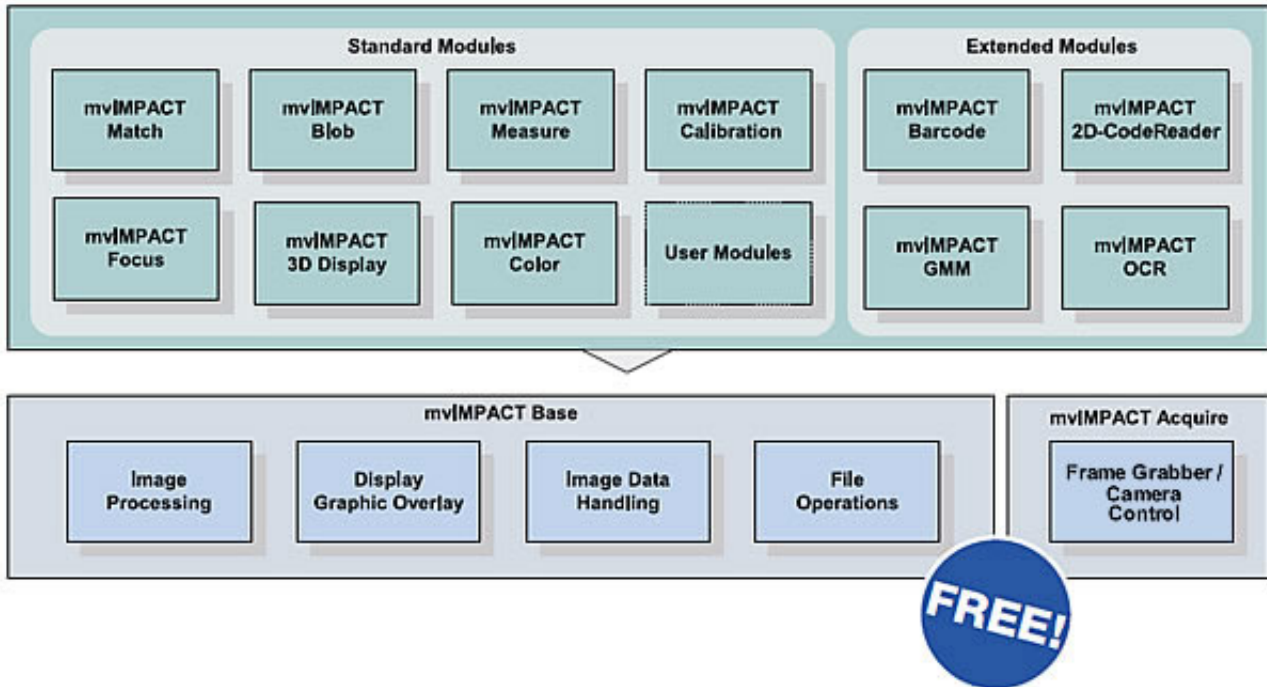 Standard Modules
Extended Modules
mvIMPACT
Match
mvIMPACT
Blob
mvIMPACT
Measure
mvIMPACT
Calibration
mvIMPACT
Barcode
mvIMPACT
2D-CodeReader
mvIMPACT
Focus
mvIMPACT
3D Display
mvIMPACT
Color
User Modules
mvIMPACT
GMM
mvIMPACT
OCR
mvIMPACT Base
mvIMPACT Acquire
Image
Processing
Display
Graphic Overlay
Image Data
Handling
File
Operations
Frame Grabber /
Camera
Control
FREE!